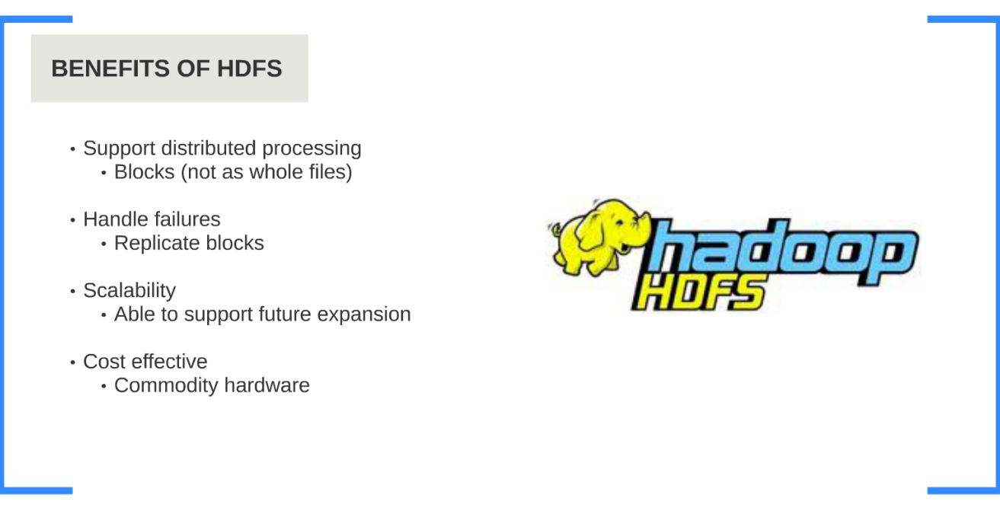 BENEFITS OF HDFS
• Support distributed processing
• Blocks (not as whole files)
• Handle failures
• Replicate blocks
• Scalability
• Able to support future expansion
• Cost effective
• Commodity hardware
hadoop
HDFS